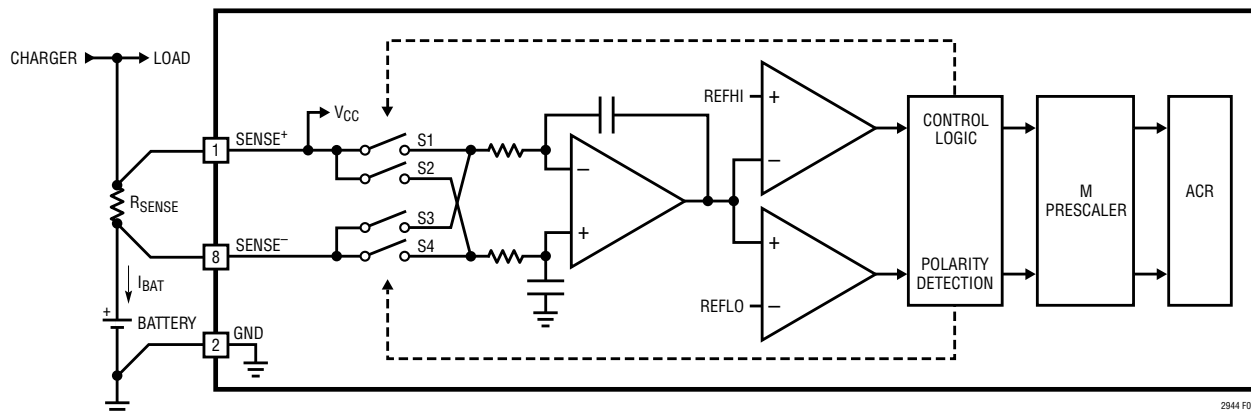 CHARGER
LOAD
VCC
REFHI
+
CONTROL
LOGIC
1
SENSE+
S1
S2
–
–
M
PRESCALER
ACR
RSENSE
S3
S4
8
SENSE–
+
+
POLARITY
DETECTION
IBAT
REFLO
–
+
BATTERY
2
GND
2944 F0